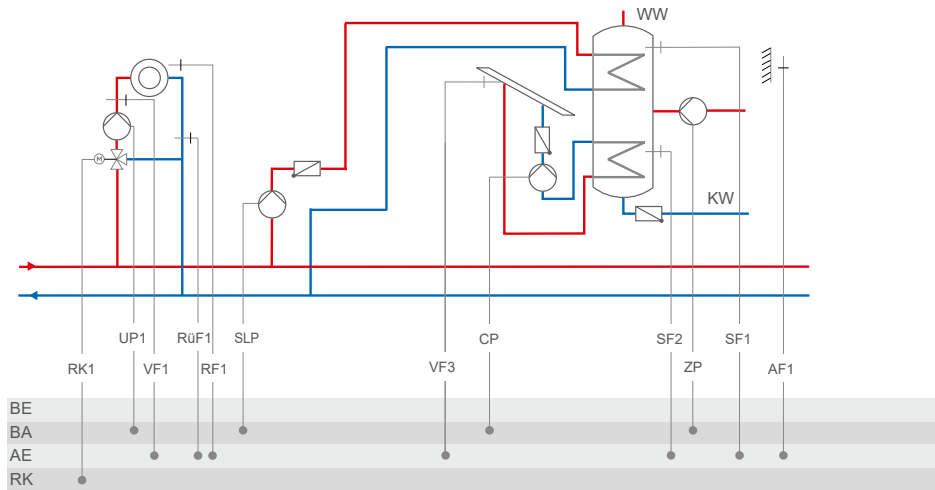 WW
M
KW
UP1 RüF1 SLP CP SF2 SF1
RK1 VF1 RF1 VF3 ZP AF1
BE
BA
AE
RK